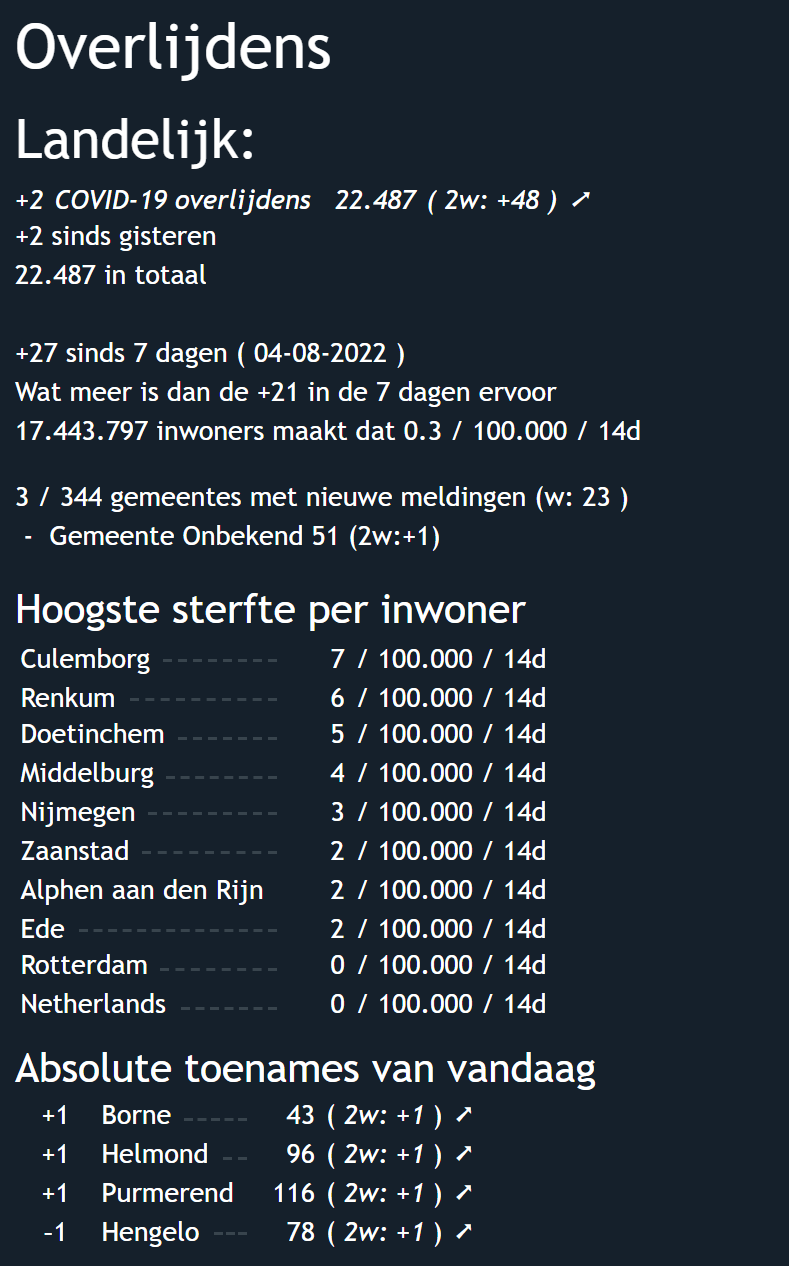 Overlijdens
Landelijk:
+2 COVID-19 overlijdens 22.487 ( 2w: +48 ) ➚
+2 sinds gisteren
22.487 in totaal
+27 sinds 7 dagen ( 04-08-2022 )
Wat meer is dan de +21 in de 7 dagen ervoor
17.443.797 inwoners maakt dat 0.3 / 100.000 / 14d
3 / 344 gemeentes met nieuwe meldingen (w: 23 )
- Gemeente Onbekend 51 (2w:+1)
Hoogste sterfte per inwoner
Culemborg -------- 7 / 100.000 / 14d
Renkum ---------- 6 / 100.000 / 14d
Doetinchem ------- 5 / 100.000 / 14d
Middelburg -------- 4 / 100.000 / 14d
Nijmegen --------- 3 / 100.000 / 14d
Zaanstad ---------- 2 / 100.000 / 14d
Alphen aan den Rijn 2 / 100.000 / 14d
Ede -------------- 2 / 100.000 / 14d
Rotterdam -------- 0 / 100.000 / 14d
Netherlands ------- 0 / 100.000 / 14d
Absolute toenames van vandaag
+1 Borne ----- 43 ( 2w: +1 ) ➚
+1 Helmond -- 96 ( 2w: +1 ) ➚
+1 Purmerend 116 ( 2w: +1 ) ➚
-1 Hengelo --- 78 ( 2w: +1 ) ➚